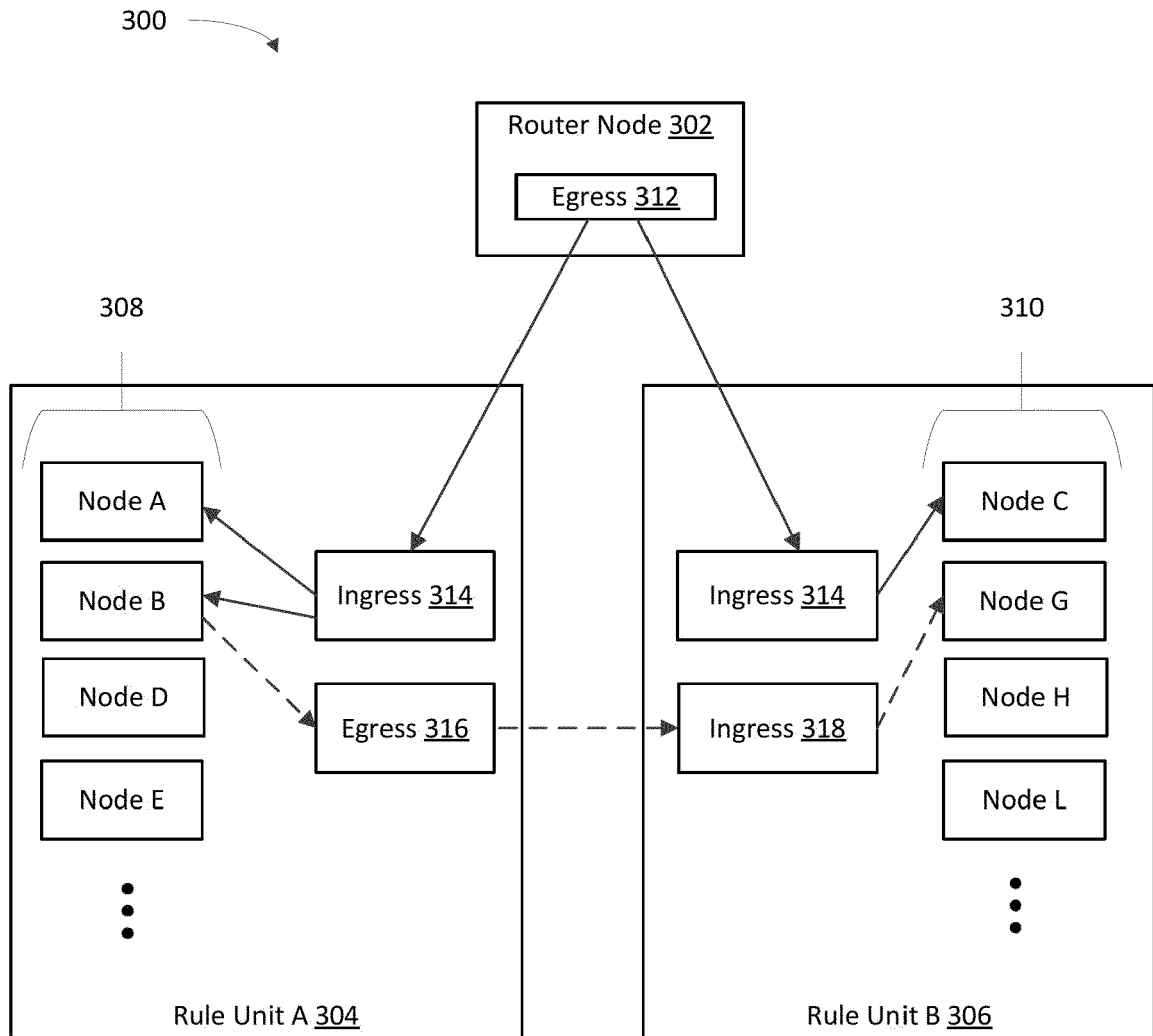 300
Router Node 302
Egress 312
308
310
Node A
Node B
Node D
Node E
Ingress 314
Egress 316
Ingress 314
Ingress 318
Node C
Node G
Node H
Node L
Rule Unit A 304
Rule Unit B 306